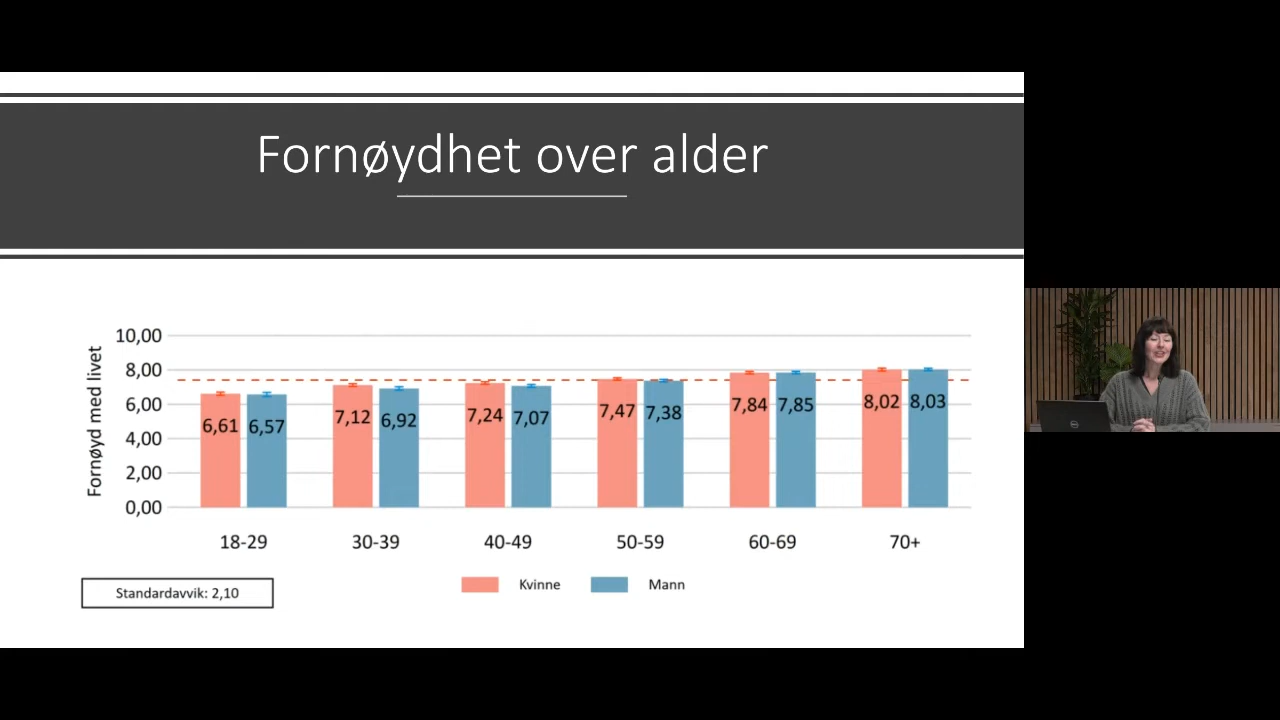 Fornøydhet over alder
Fornøyd med livet
10,00
8,00
6,00
4,00
2,00
0,00
6,61 6,57 7,12 6,92 7,24 7,07 7,47 7,38 7,84 7,85 8,02 8,03
18-29 30-39 40-49 50-59 60-69 70+
Standardavvik: 2,10
Kvinne Mann